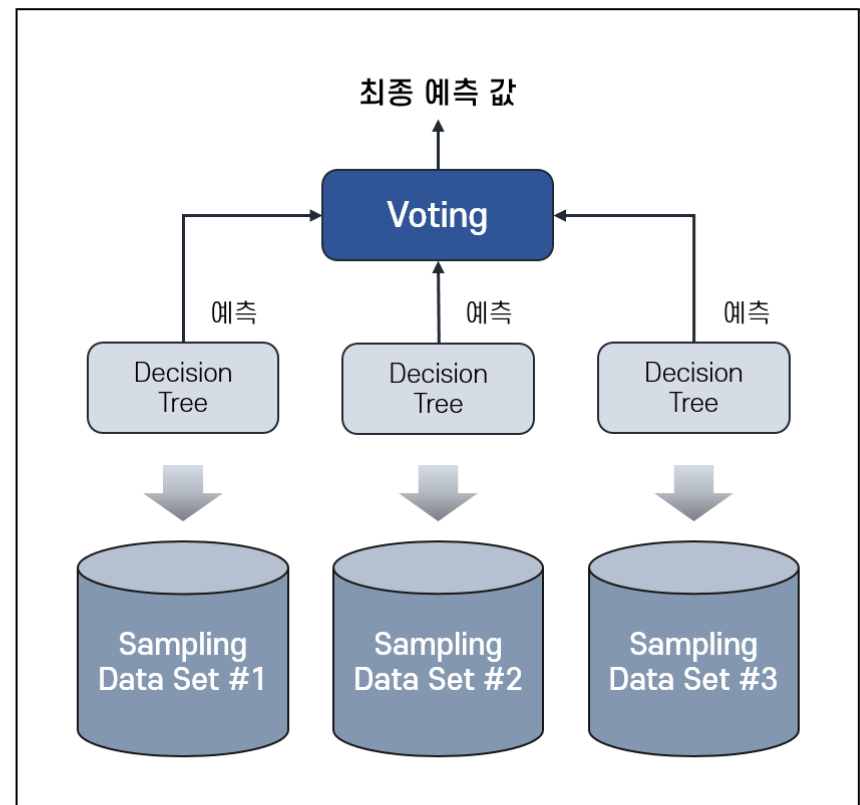 최종 예측 값
Voting
예측
예측
예측
Decision
Tree
Decision
Tree
Decision
Tree
Sampling
Data Set #1
Sampling
Data Set #2
Sampling
Data Set #3